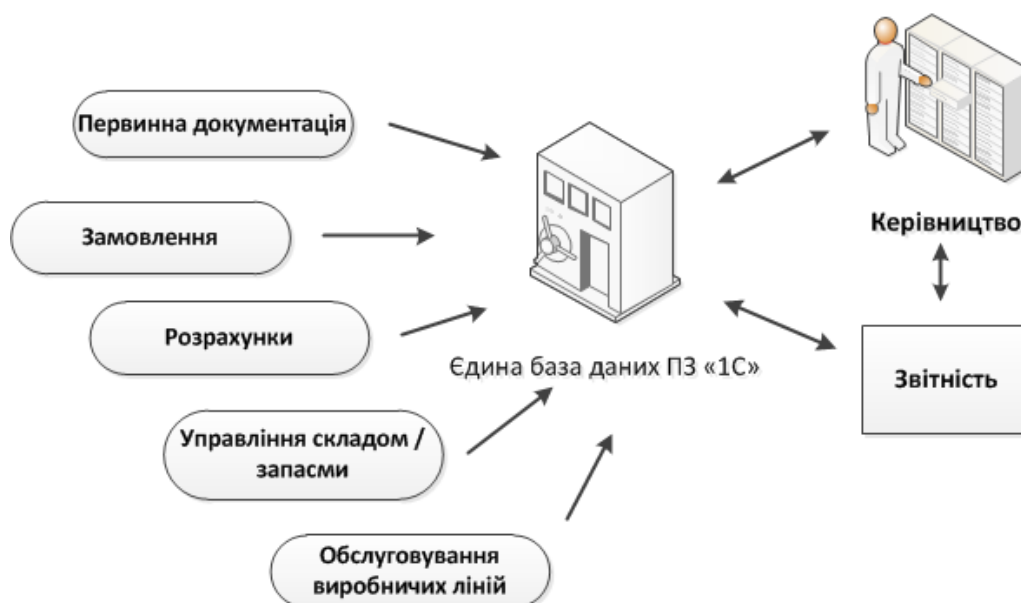 Первинна документація
Замовлення
Розрахунки
Єдина база даних ПЗ «1С»
Управління складом /
запасми
Обслуговування
виробничих ліній
Керівництво
Звітність